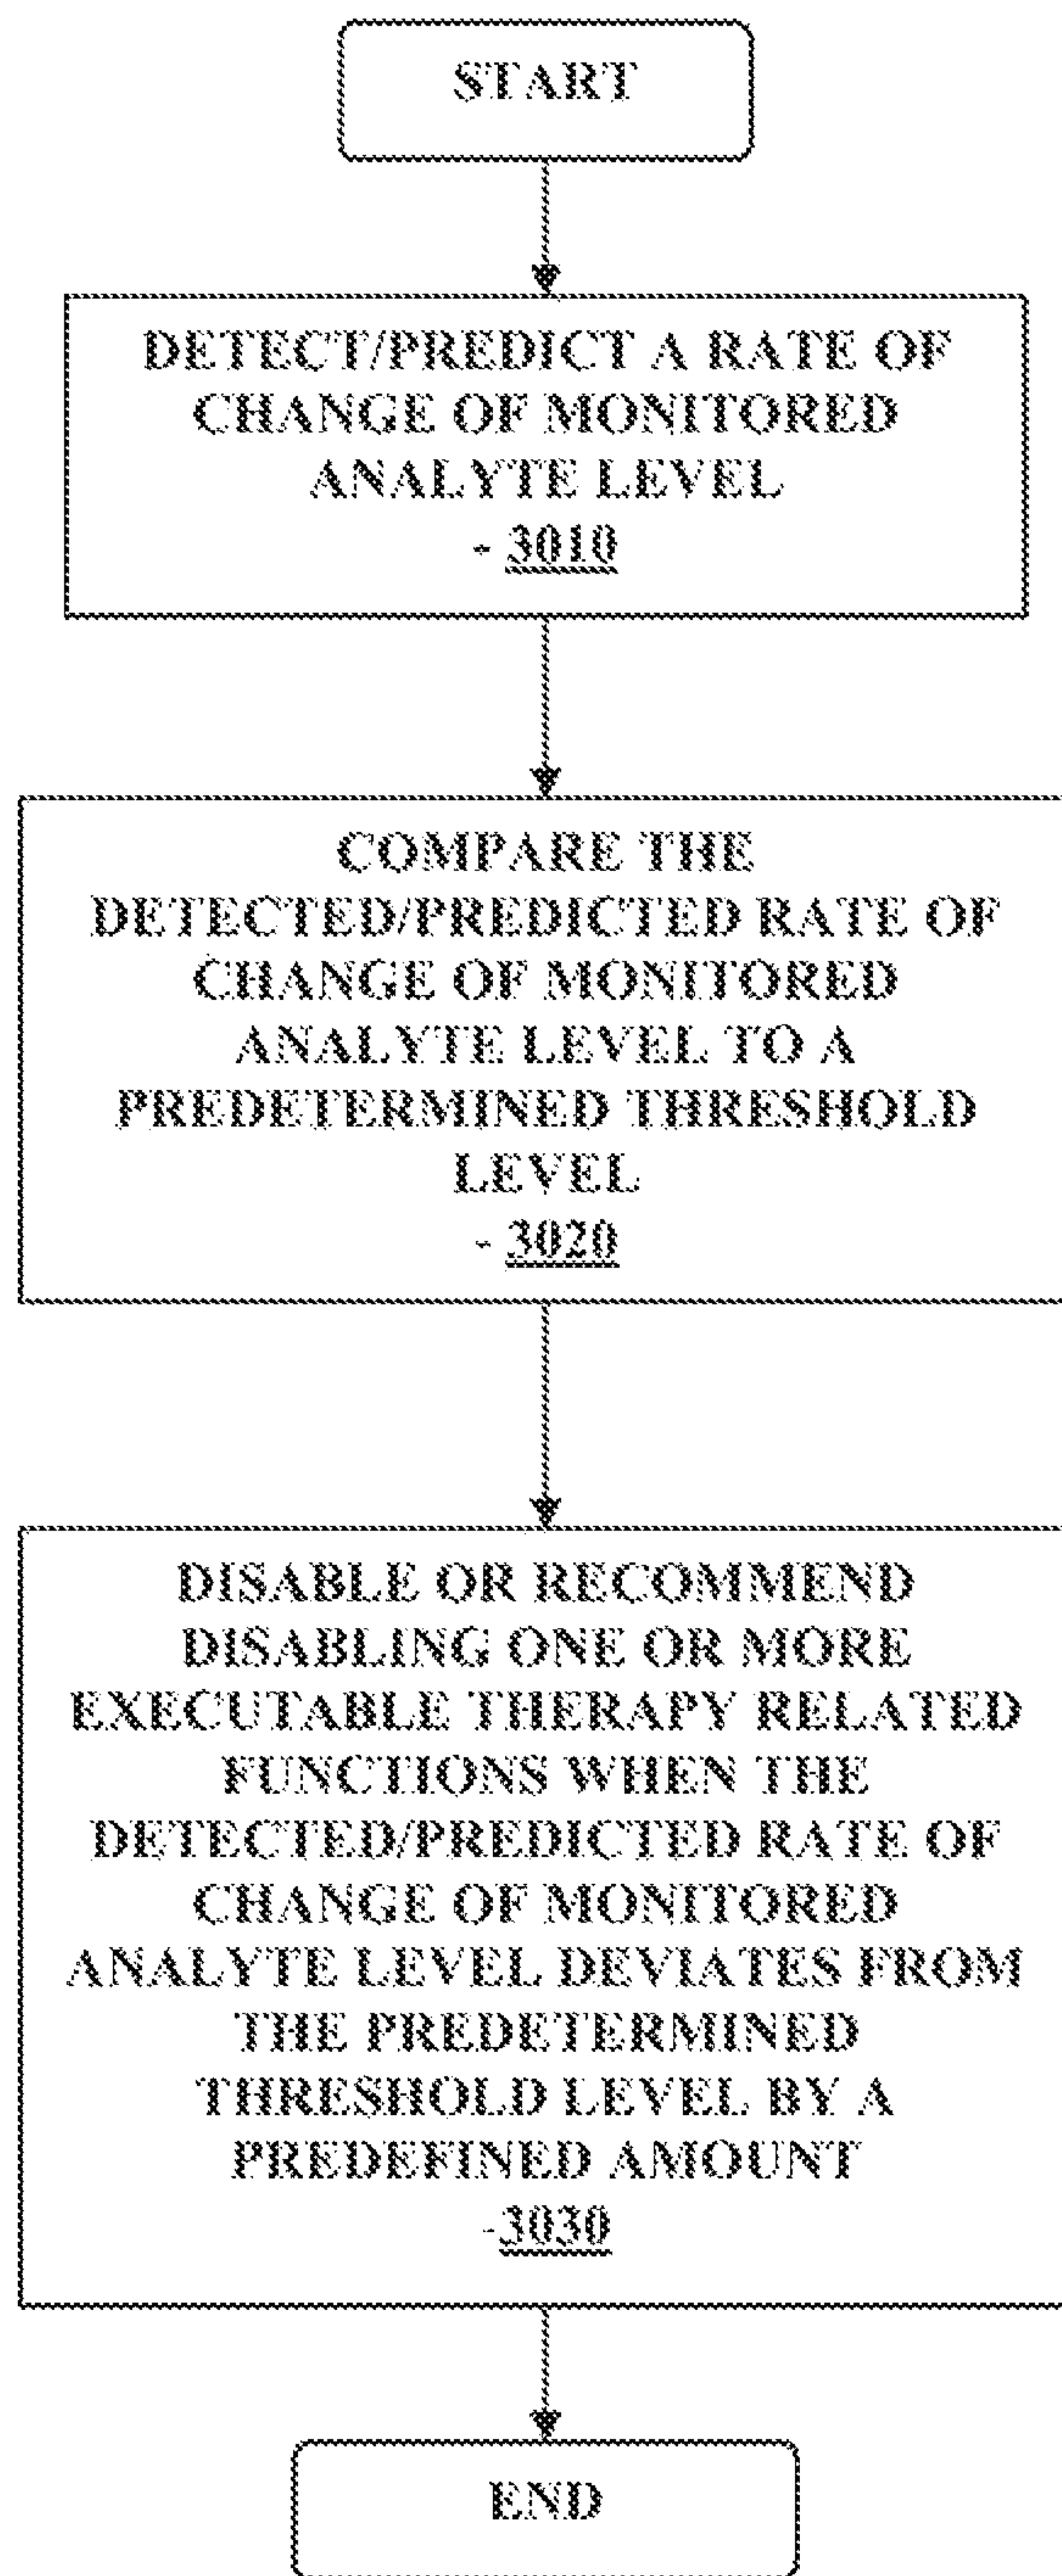 START
DETECT/PREDICT A RATE OF
CHANGE OF MONITORED
ANALYTE LEVEL
- 3010
COMPARE THE
DETECTED/PREDICTED RATE OF
CHANGE OF MONITORED
ANALYTE LEVEL TO A
PREDETERMINED THRESHOLD
LEVEL
- 3020
DISABLE OR RECOMMEND
DISABLING ONE OR MORE
EXECUTABLE THERAPY RELATED
FUNCTIONS WHEN THE
DETECTED/PREDICTED RATE OF
CHANGE OF MONITORED
ANALYTE LEVEL DEVIATES FROM
THE PREDETERMINED
THRESHOLD LEVEL BY A
PREDEFINED AMOUNT
-3030
END